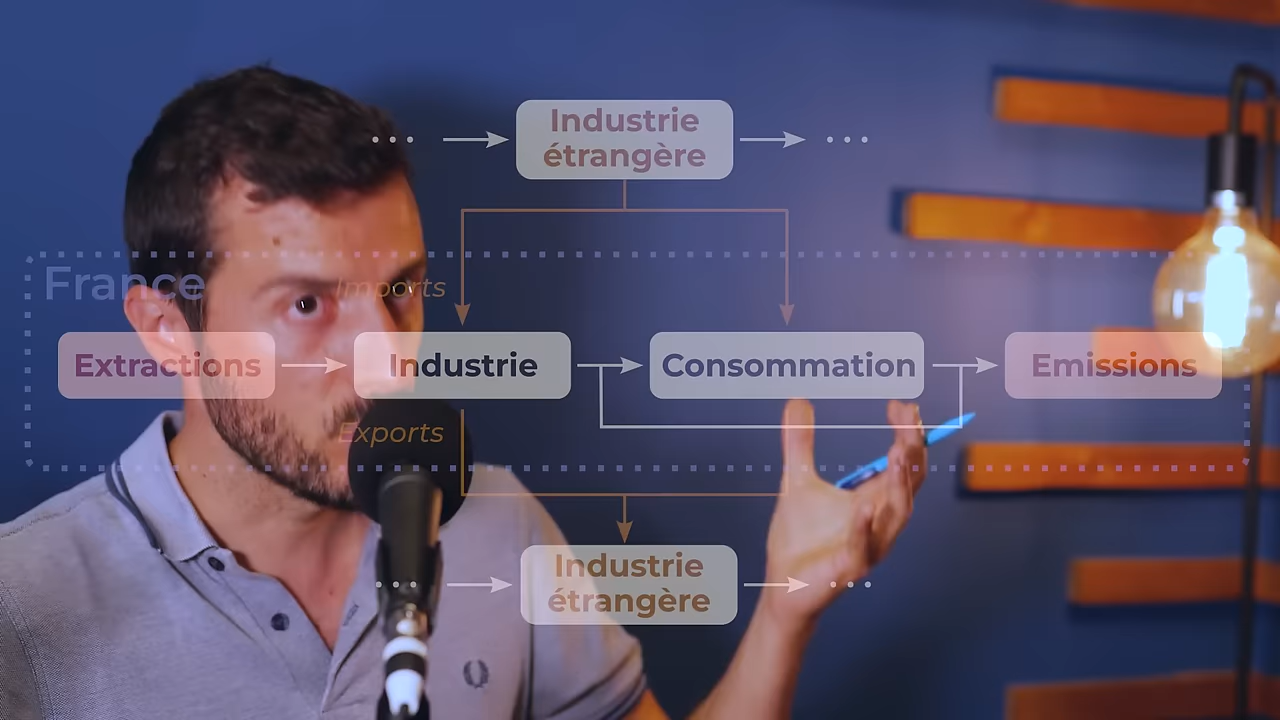 ... ...
Industrie
étrangère
France
Imports
Extractions
Industrie
Consommation
Emissions
Exports
... ...
Industrie
étrangère